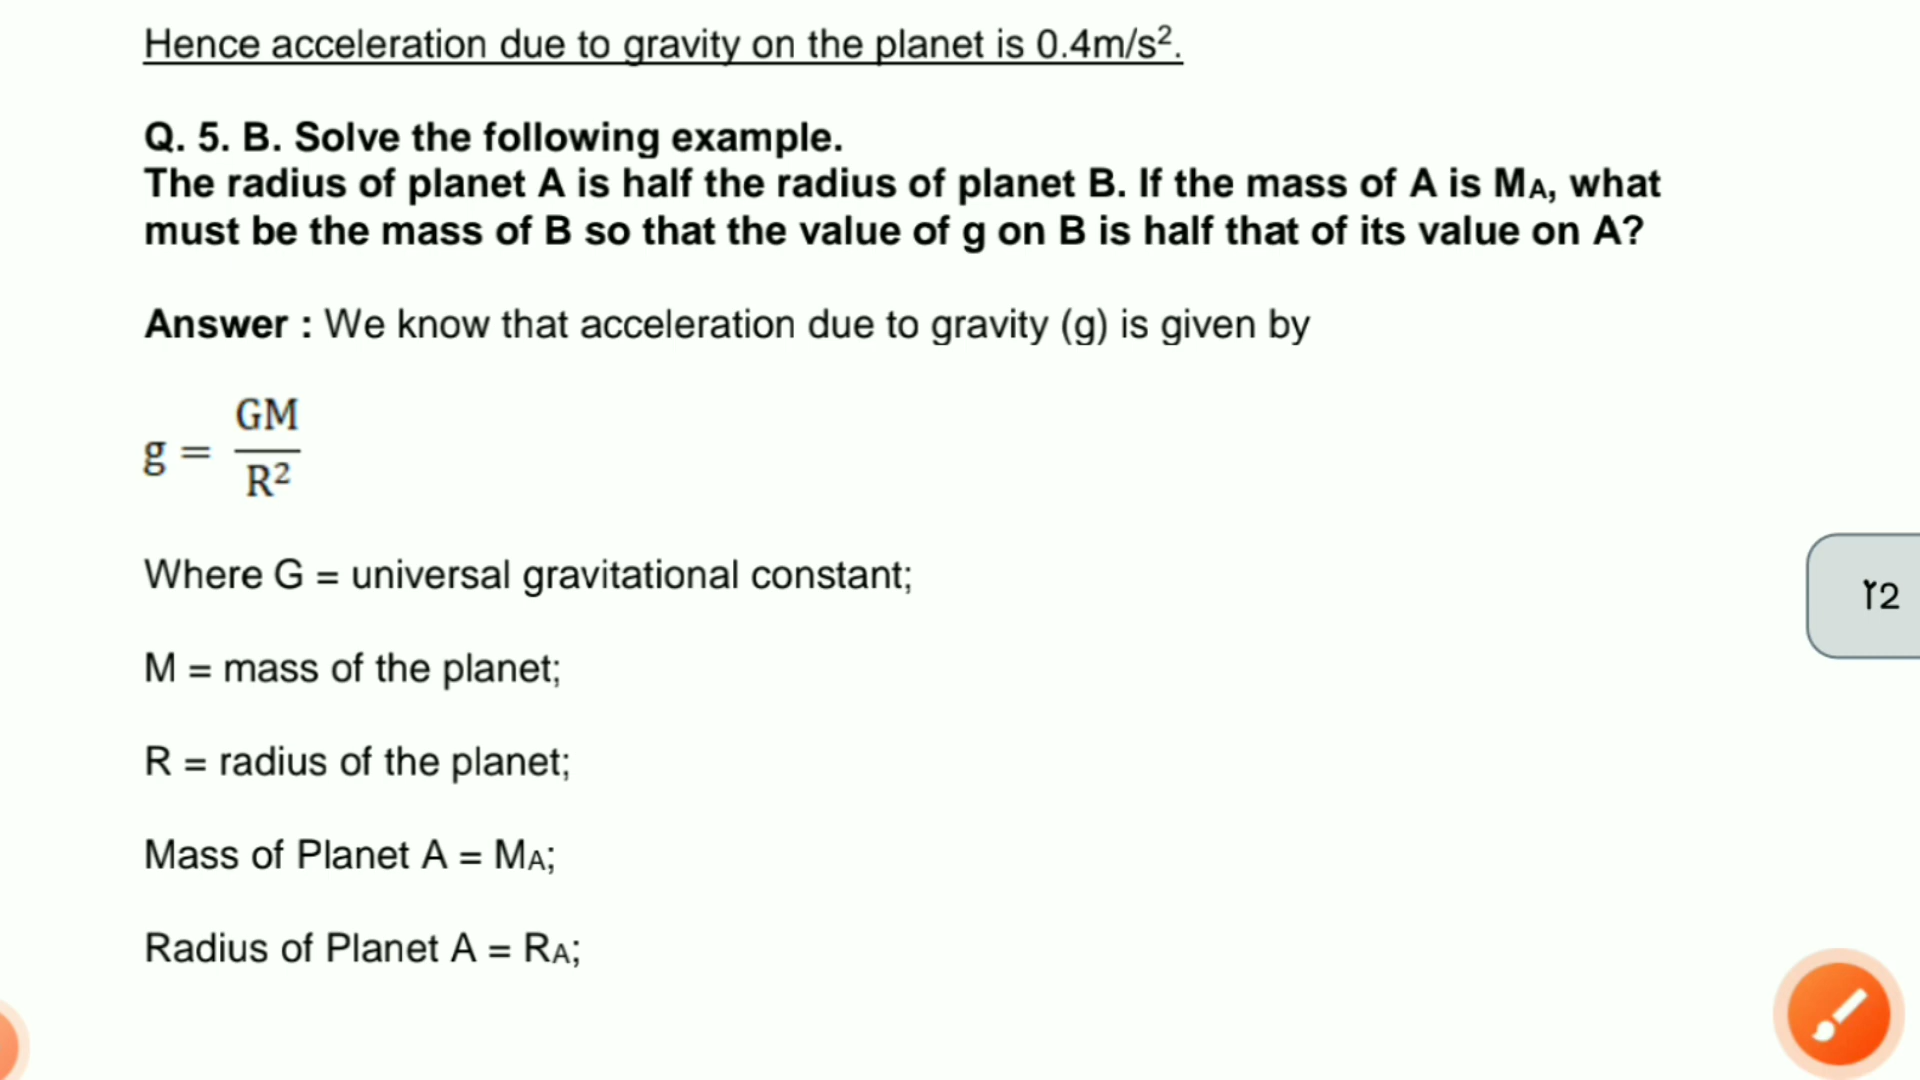 Hence acceleration due to gravity on the planet is 0.4m/s².
Q. 5. B. Solve the following example.
The radius of planet A is half the radius of planet B. If the mass of A is MA, what
must be the mass of B so that the value of g on B is half that of its value on A?
Answer : We know that acceleration due to gravity (g) is given by
g = GM / R²
Where G = universal gravitational constant;
M = mass of the planet;
R = radius of the planet;
Mass of Planet A = MA;
Radius of Planet A = RA;